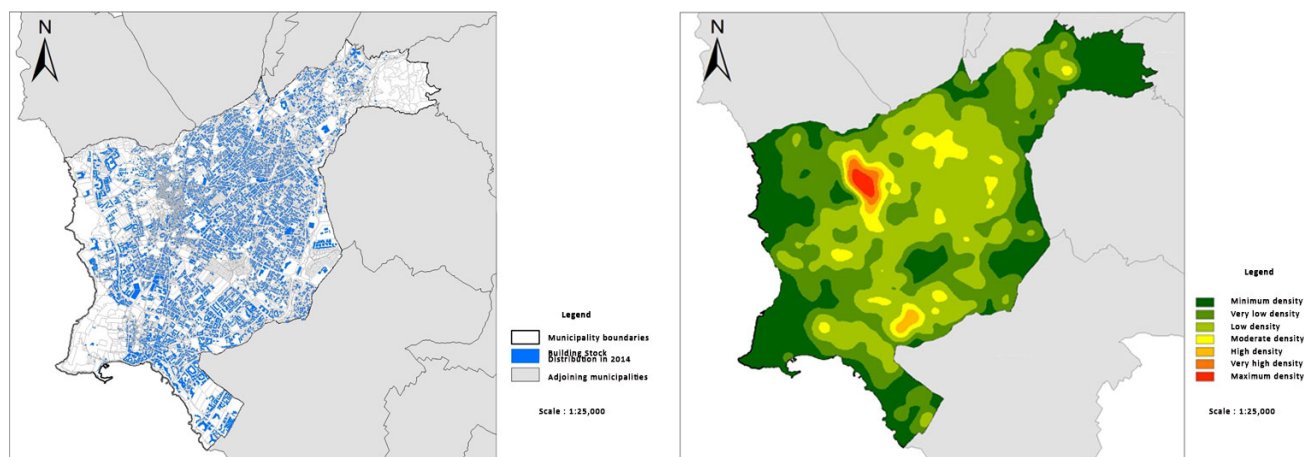 N
Legend
Municipality boundaries
Building Stock
Distribution in 2014
Adjoining municipalities
Scale : 1:25,000
N
Legend
Minimum density
Very low density
Low density
Moderate density
High density
Very high density
Maximum density
Scale : 1:25,000